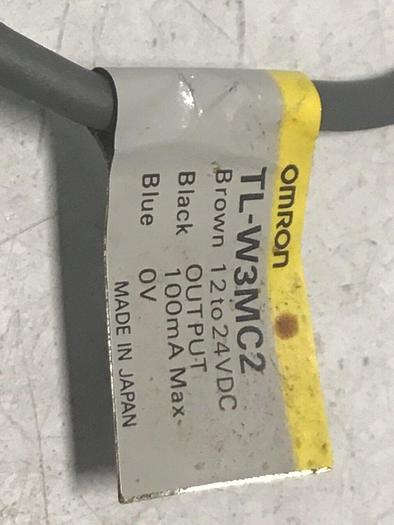 OMRON
TL-W3MC2
Brown 12to24VDC
Black OUTPUT
100mA Max.
Blue 0V
MADE IN JAPAN